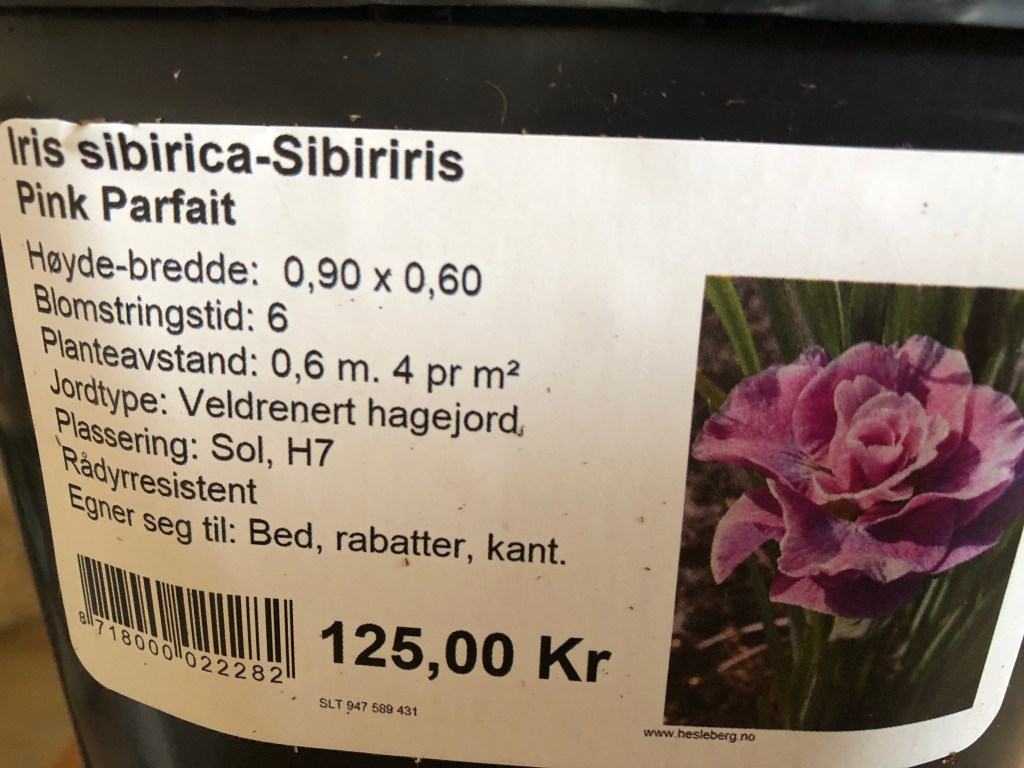 Iris sibirica-Sibiriris
Pink Parfait
Høyde-bredde: 0,90 x 0,60
Blomstringstid: 6
Planteavstand: 0,6 m. 4 pr m²
Jordtype: Veldrenert hagejord,
Plassering: Sol, H7
Rådyrresistent
Egner seg til: Bed, rabatter, kant.
8 718000 022282
125,00 Kr
SLT 947 589 431
www.hesleberg.no